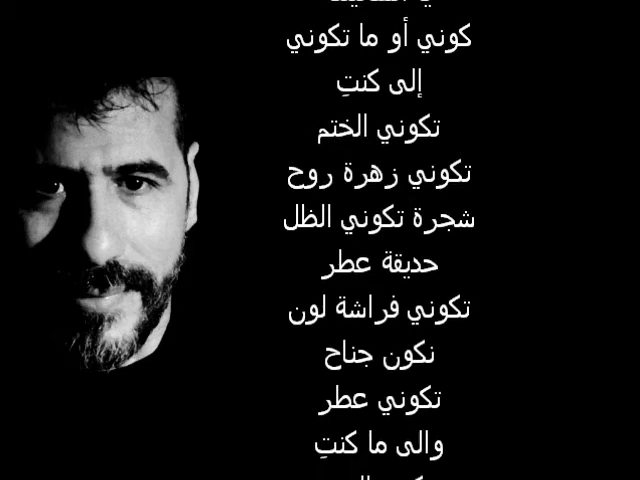 كوني أو ما تكوني
إلى كنتِ
تكوني الختم
تكوني زهرة روح
شجرة تكوني الظل
حديقة عطر
تكوني فراشة لون
نكون جناح
تكوني عطر
والى ما كنتِ